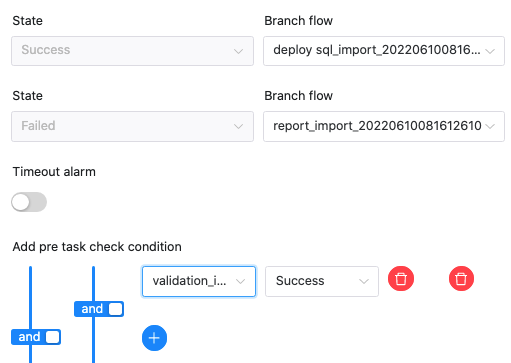 State
Branch flow
Success
deploy sql_import_202206100816...
State
Branch flow
Failed
report_import_20220610081612610
Timeout alarm
Add pre task check condition
validation_i...
Success
and
and